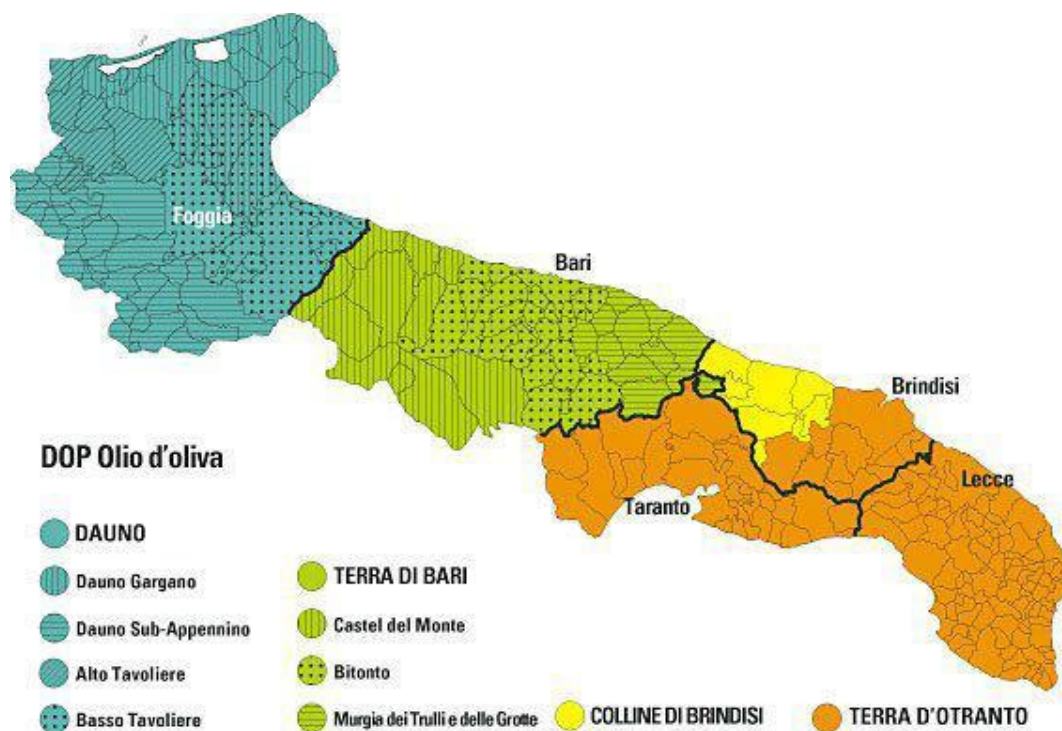 Foggia
Bari
Brindisi
Lecce
Taranto
DOP Olio d'oliva
DAUNO
Dauno Gargano
Dauno Sub-Appennino
Alto Tavoliere
Basso Tavoliere
TERRA DI BARI
Castel del Monte
Bitonto
Murgia dei Trulli e delle Grotte
COLLINE DI BRINDISI
TERRA D'OTRANTO